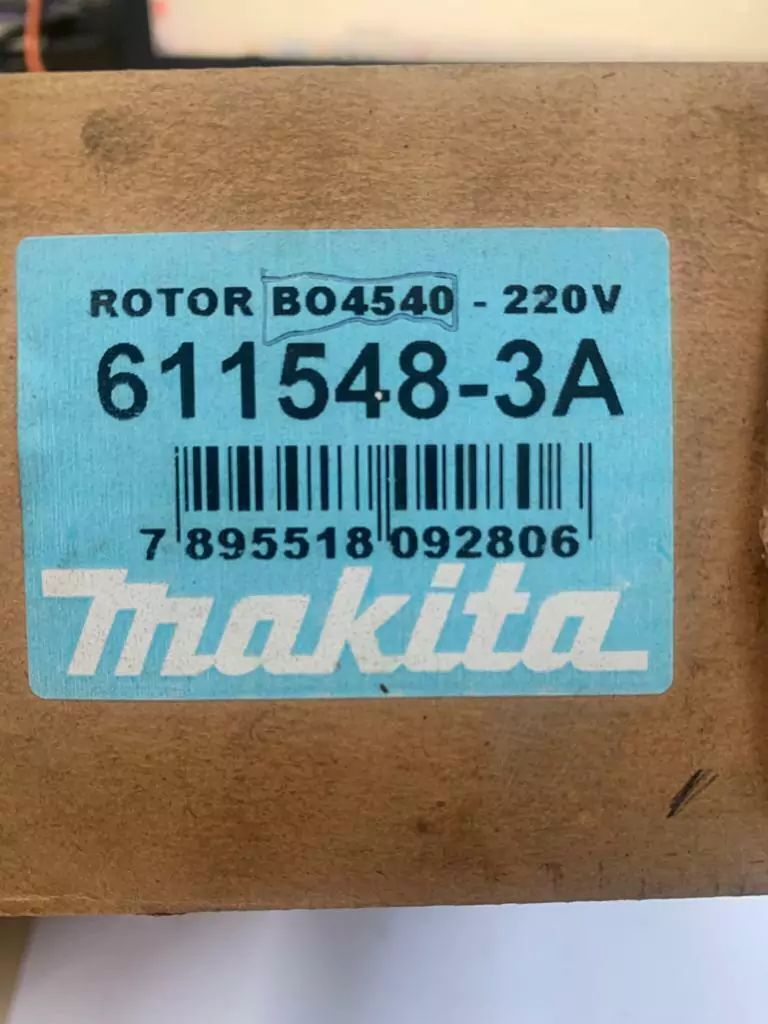 ROTOR BO4540 - 220V
611548-3A
7 895518 092806
makita